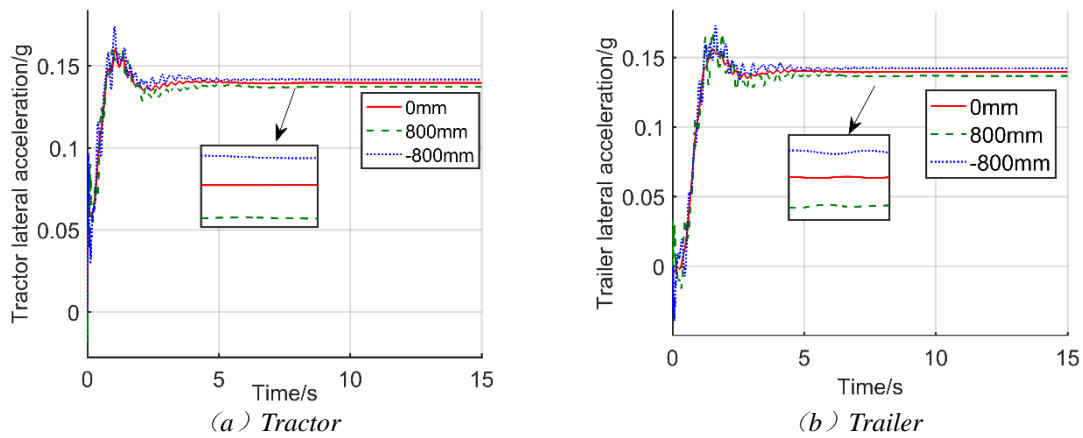 Tractor lateral acceleration/g
0.15
0.1
0.05
0
0mm
800mm
-800mm
0 5 10 15
Time/s
(a) Tractor
Trailer lateral acceleration/g
0.15
0.1
0.05
0
0mm
800mm
-800mm
0 5 10 15
Time/s
(b) Trailer